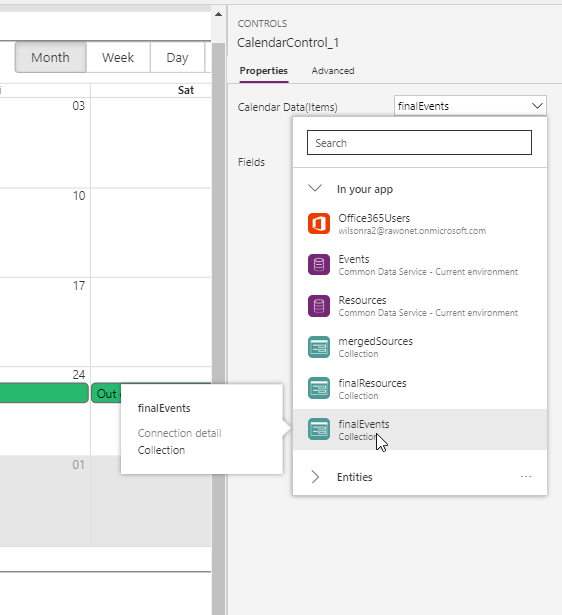 Month
Week
Day
Sat
03
10
17
24
Out
01
CONTROLS
CalendarControl_1
Properties
Advanced
Calendar Data(Items)
finalEvents
Fields
Search
In your app
Office365Users
wilsonra2@rawonet.onmicrosoft.com
Events
Common Data Service - Current environment
Resources
Common Data Service - Current environment
mergedSources
Collection
finalResources
Collection
finalEvents
Collection
Entities
...
finalEvents
Connection detail
Collection